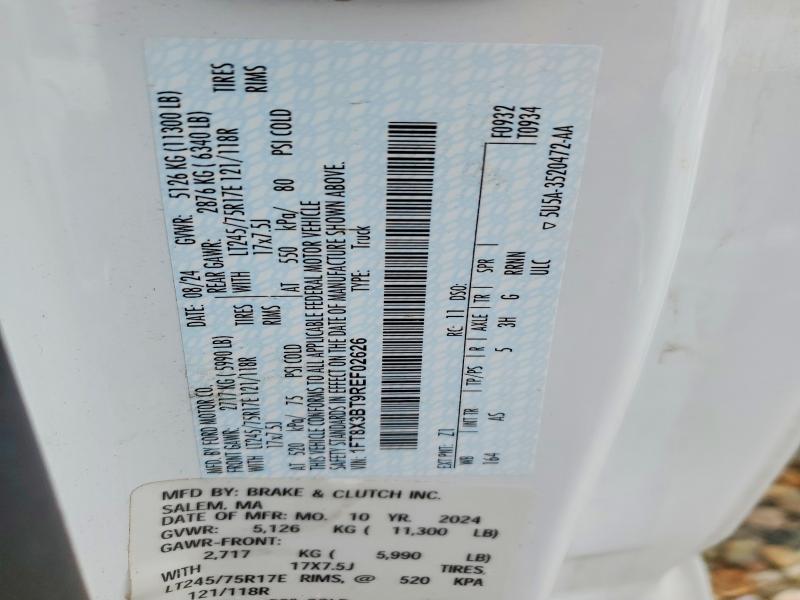 MFD. BY FORD MOTOR CO.
DATE: 08/24 GVWR: 5126 KG (11300 LB)
FRONT GAWR: 2717 KG ( 5990 LB) REAR GAWR: 2876 KG ( 6340 LB)
WITH LT245/75R17E 121/118R TIRES WITH LT245/75R17E 121/118R TIRES
17x7.5J RIMS 17x7.5J RIMS
AT 520 kPa/ 75 PSI COLD AT 550 kPa/ 80 PSI COLD
THIS VEHICLE CONFORMS TO ALL APPLICABLE FEDERAL MOTOR VEHICLE
SAFETY STANDARDS IN EFFECT ON THE DATE OF MANUFACTURE SHOWN ABOVE.
VIN: 1FT8X3BT9REF02626 TYPE: Truck
F0932
EXT PNT: Z1 RC: 11 DSO: T0934
WB INT TR TP/PS R AXLE TR SPR
164 AS 5 3H G RRMN
ULC
▽ 5U5A-3520472-AA
MFD BY: BRAKE & CLUTCH INC.
SALEM, MA
DATE OF MFR: MO. 10 YR. 2024
GVWR: 5,126 KG ( 11,300 LB)
GAWR-FRONT:
2,717 KG ( 5,990 LB)
WITH 17X7.5J TIRES,
LT245/75R17E RIMS, @ 520 KPA
121/118R